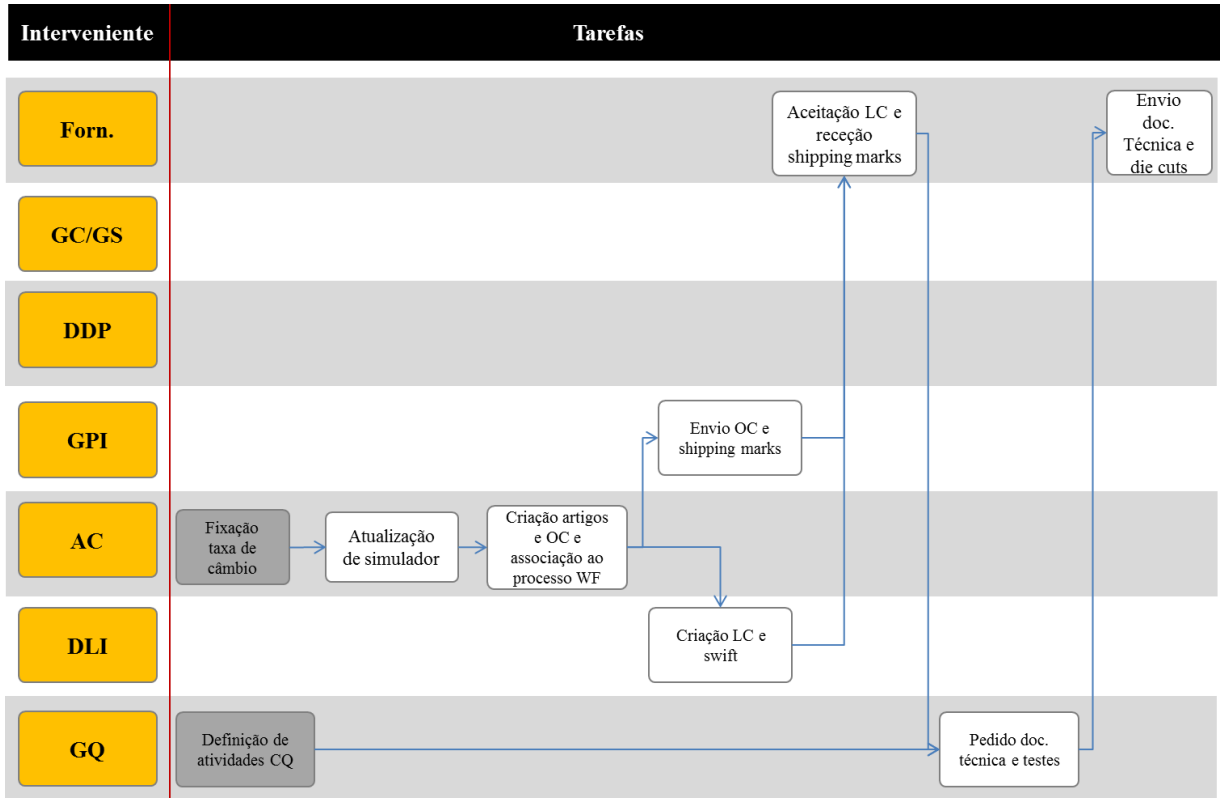 Interveniente
Tarefas
Forn.
Aceitação LC e
receção
shipping marks
Envio
doc.
Técnica e
die cuts
GC/GS
DDP
GPI
Envio OC e
shipping marks
AC
Fixação
taxa de
câmbio
Atualização
de simulador
Criação artigos
e OC e
associação ao
processo WF
DLI
Criação LC e
swift
GQ
Definição de
atividades CQ
Pedido doc.
técnica e testes